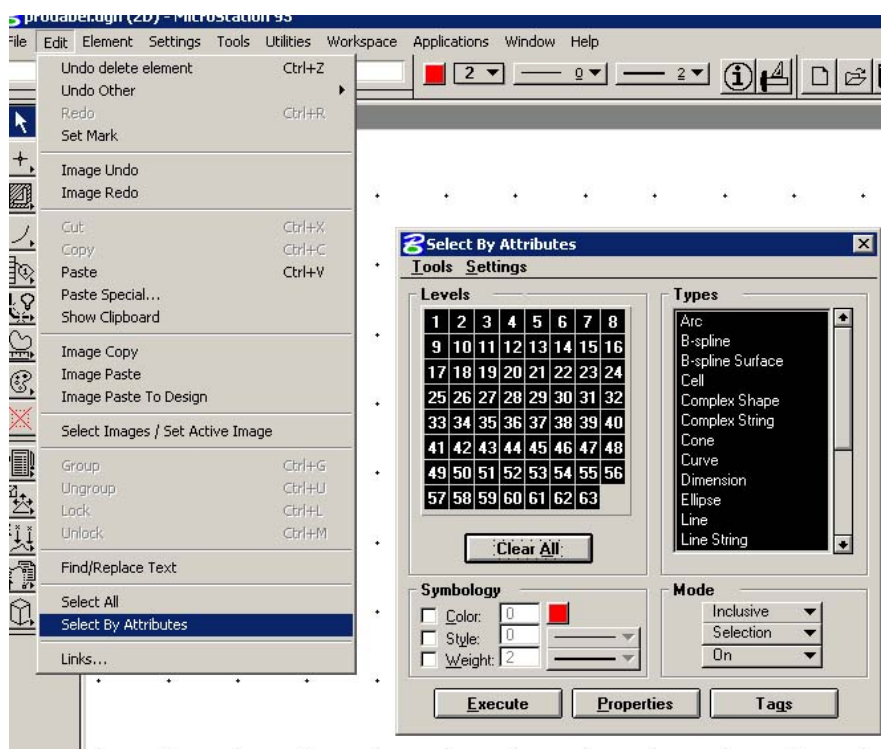 prodabel.dgn (2D) - MicroStation 95
File Edit Element Settings Tools Utilities Workspace Applications Window Help
2 0 2
Undo delete element Ctrl+Z
Undo Other
Redo Ctrl+R
Set Mark
Image Undo
Image Redo
Cut Ctrl+X
Copy Ctrl+C
Paste Ctrl+V
Paste Special...
Show Clipboard
Image Copy
Image Paste
Image Paste To Design
Select Images / Set Active Image
Group Ctrl+G
Ungroup Ctrl+U
Lock Ctrl+L
Unlock Ctrl+M
Find/Replace Text
Select All
Select By Attributes
Links...
Select By Attributes
Tools Settings
Levels
1 2 3 4 5 6 7 8
9 10 11 12 13 14 15 16
17 18 19 20 21 22 23 24
25 26 27 28 29 30 31 32
33 34 35 36 37 38 39 40
41 42 43 44 45 46 47 48
49 50 51 52 53 54 55 56
57 58 59 60 61 62 63
Clear All
Types
Arc
B-spline
B-spline Surface
Cell
Complex Shape
Complex String
Cone
Curve
Dimension
Ellipse
Line
Line String
Symbology
Color: 0
Style: 0
Weight: 2
Mode
Inclusive
Selection
On
Execute Properties Tags